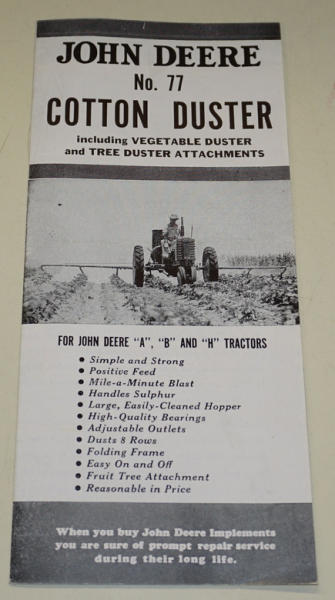 JOHN DEERE
No. 77
COTTON DUSTER
including VEGETABLE DUSTER
and TREE DUSTER ATTACHMENTS
FOR JOHN DEERE "A", "B" AND "H" TRACTORS
• Simple and Strong
• Positive Feed
• Mile-a-Minute Blast
• Handles Sulphur
• Large, Easily-Cleaned Hopper
• High-Quality Bearings
• Adjustable Outlets
• Dusts 8 Rows
• Folding Frame
• Easy On and Off
• Fruit Tree Attachment
• Reasonable in Price
When you buy John Deere Implements
you are sure of prompt repair service
during their long life.